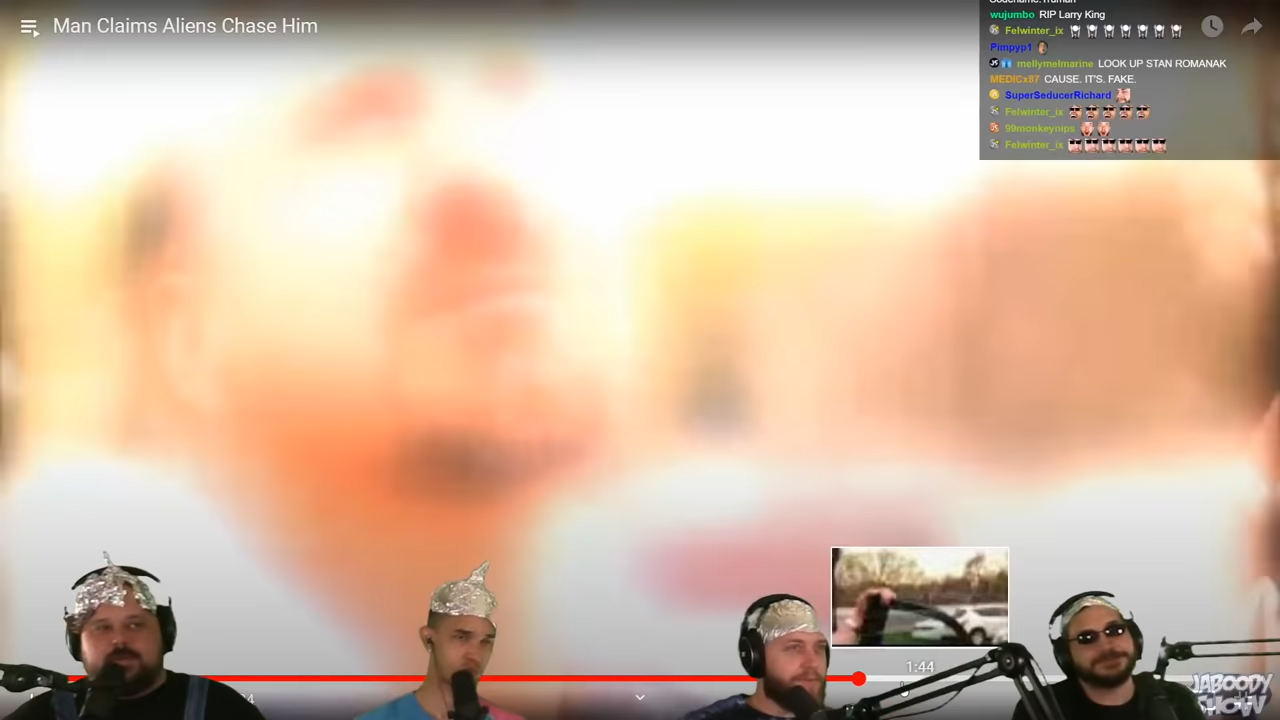 Man Claims Aliens Chase Him
wujumbo RIP Larry King
Felwinter_ix
Pimpyp1
mellymelmarine LOOK UP STAN ROMANAK
MEDICx87 CAUSE. IT'S. FAKE.
SuperSeducerRichard
Felwinter_ix
99monkeynips
Felwinter_ix
1:44
JABOODY
SHOW